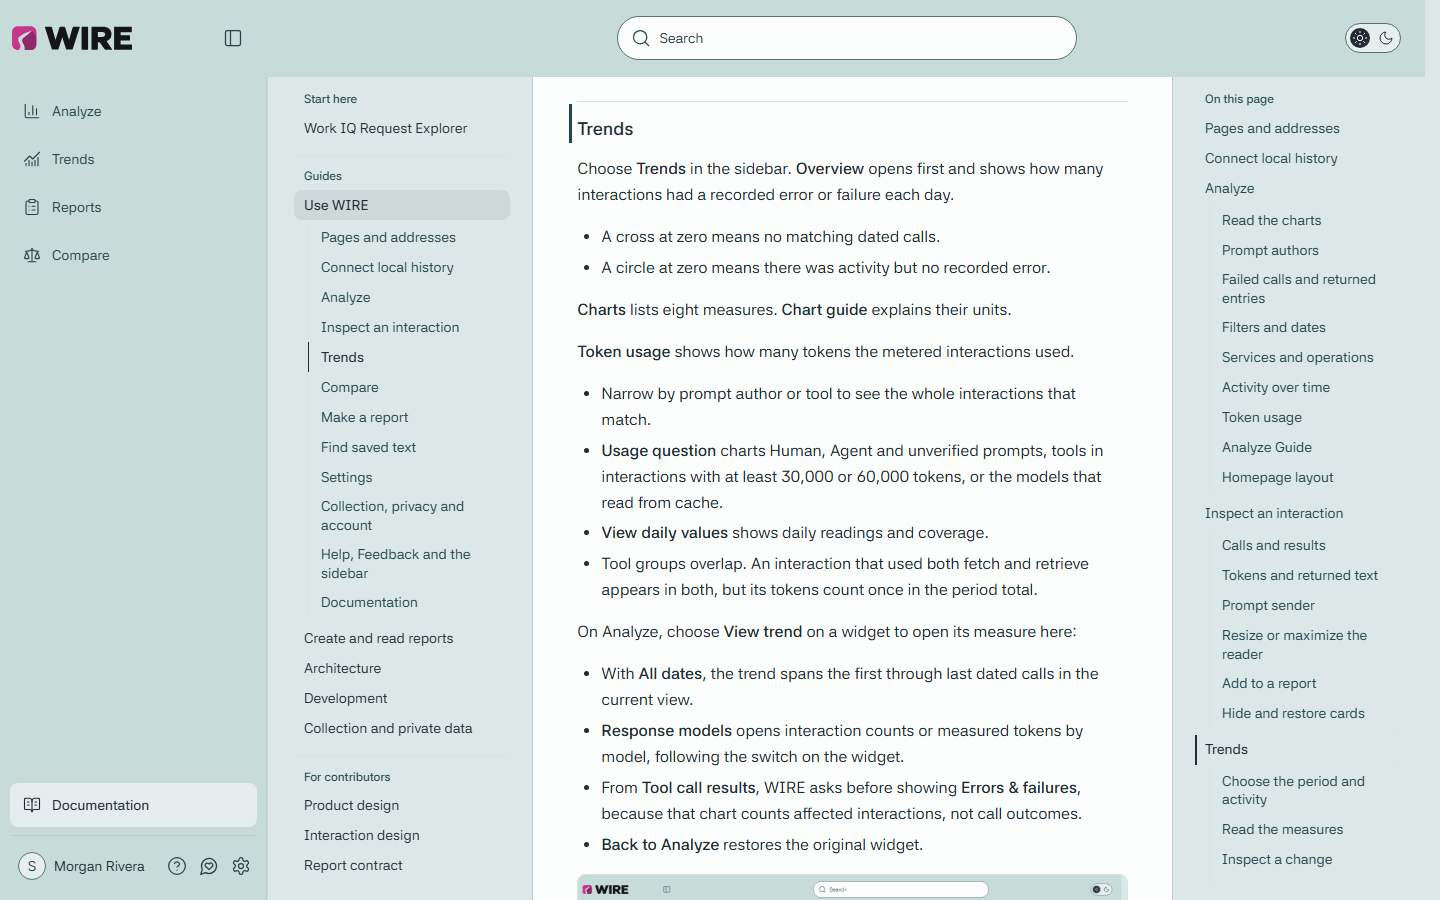 WIRE
Search
Analyze
Trends
Reports
Compare
Documentation
S
Morgan Rivera
Start here
Work IQ Request Explorer
Guides
Use WIRE
Pages and addresses
Connect local history
Analyze
Inspect an interaction
Trends
Compare
Make a report
Find saved text
Settings
Collection, privacy and
account
Help, Feedback and the
sidebar
Documentation
Create and read reports
Architecture
Development
Collection and private data
For contributors
Product design
Interaction design
Report contract
Trends
Choose Trends in the sidebar. Overview opens first and shows how many
interactions had a recorded error or failure each day.
• A cross at zero means no matching dated calls.
• A circle at zero means there was activity but no recorded error.
Charts lists eight measures. Chart guide explains their units.
Token usage shows how many tokens the metered interactions used.
• Narrow by prompt author or tool to see the whole interactions that
match.
• Usage question charts Human, Agent and unverified prompts, tools in
interactions with at least 30,000 or 60,000 tokens, or the models that
read from cache.
• View daily values shows daily readings and coverage.
• Tool groups overlap. An interaction that used both fetch and retrieve
appears in both, but its tokens count once in the period total.
On Analyze, choose View trend on a widget to open its measure here:
• With All dates, the trend spans the first through last dated calls in the
current view.
• Response models opens interaction counts or measured tokens by
model, following the switch on the widget.
• From Tool call results, WIRE asks before showing Errors & failures,
because that chart counts affected interactions, not call outcomes.
• Back to Analyze restores the original widget.
WIRE
Search
On this page
Pages and addresses
Connect local history
Analyze
Read the charts
Prompt authors
Failed calls and returned
entries
Filters and dates
Services and operations
Activity over time
Token usage
Analyze Guide
Homepage layout
Inspect an interaction
Calls and results
Tokens and returned text
Prompt sender
Resize or maximize the
reader
Add to a report
Hide and restore cards
Trends
Choose the period and
activity
Read the measures
Inspect a change